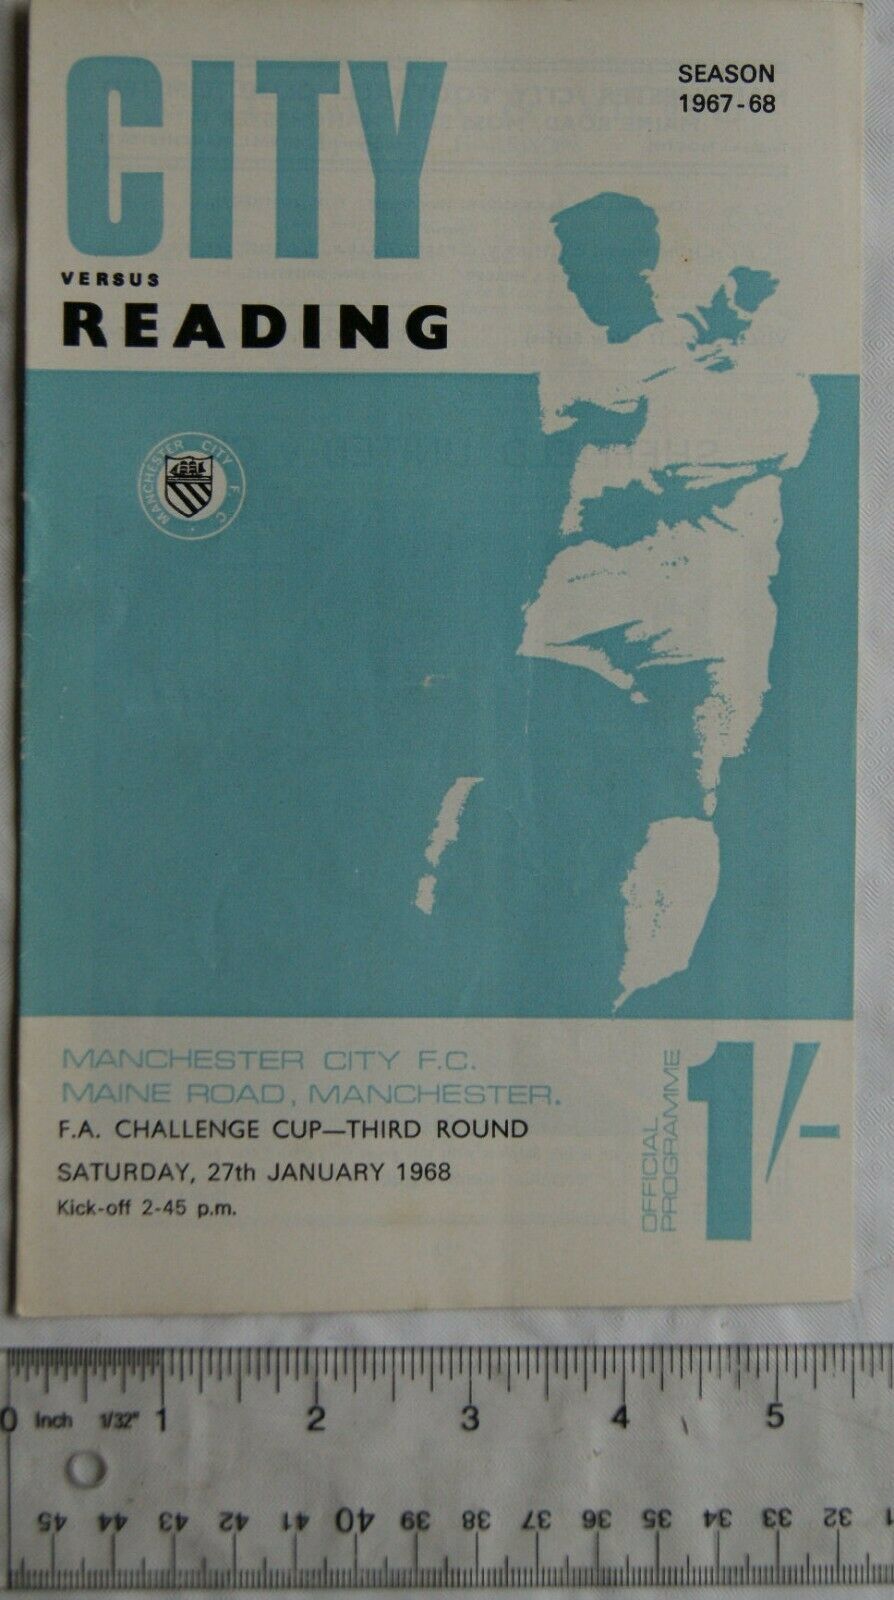 CITY
SEASON
1967-68
VERSUS
READING
MANCHESTER CITY F.C.
MANCHESTER CITY F.C.
MAINE ROAD, MANCHESTER.
F.A. CHALLENGE CUP—THIRD ROUND
SATURDAY, 27th JANUARY 1968
Kick-off 2-45 p.m.
OFFICIAL
PROGRAMME
1/-
0 Inch 1/32" 1 2 3 4 5
45 44 43 42 41 40 39 38 37 36 35 34 33 32